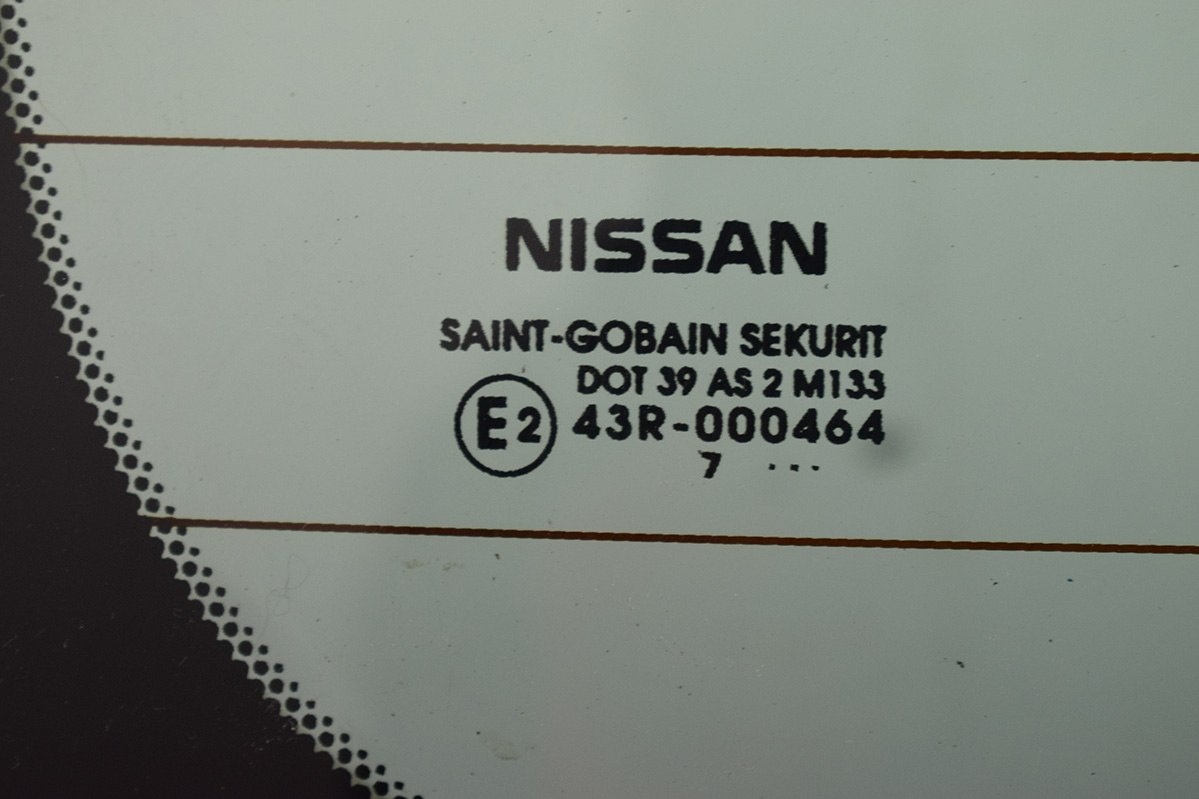 NISSAN
SAINT-GOBAIN SEKURIT
DOT 39 AS 2 M133
E2 43R-000464
7 ...